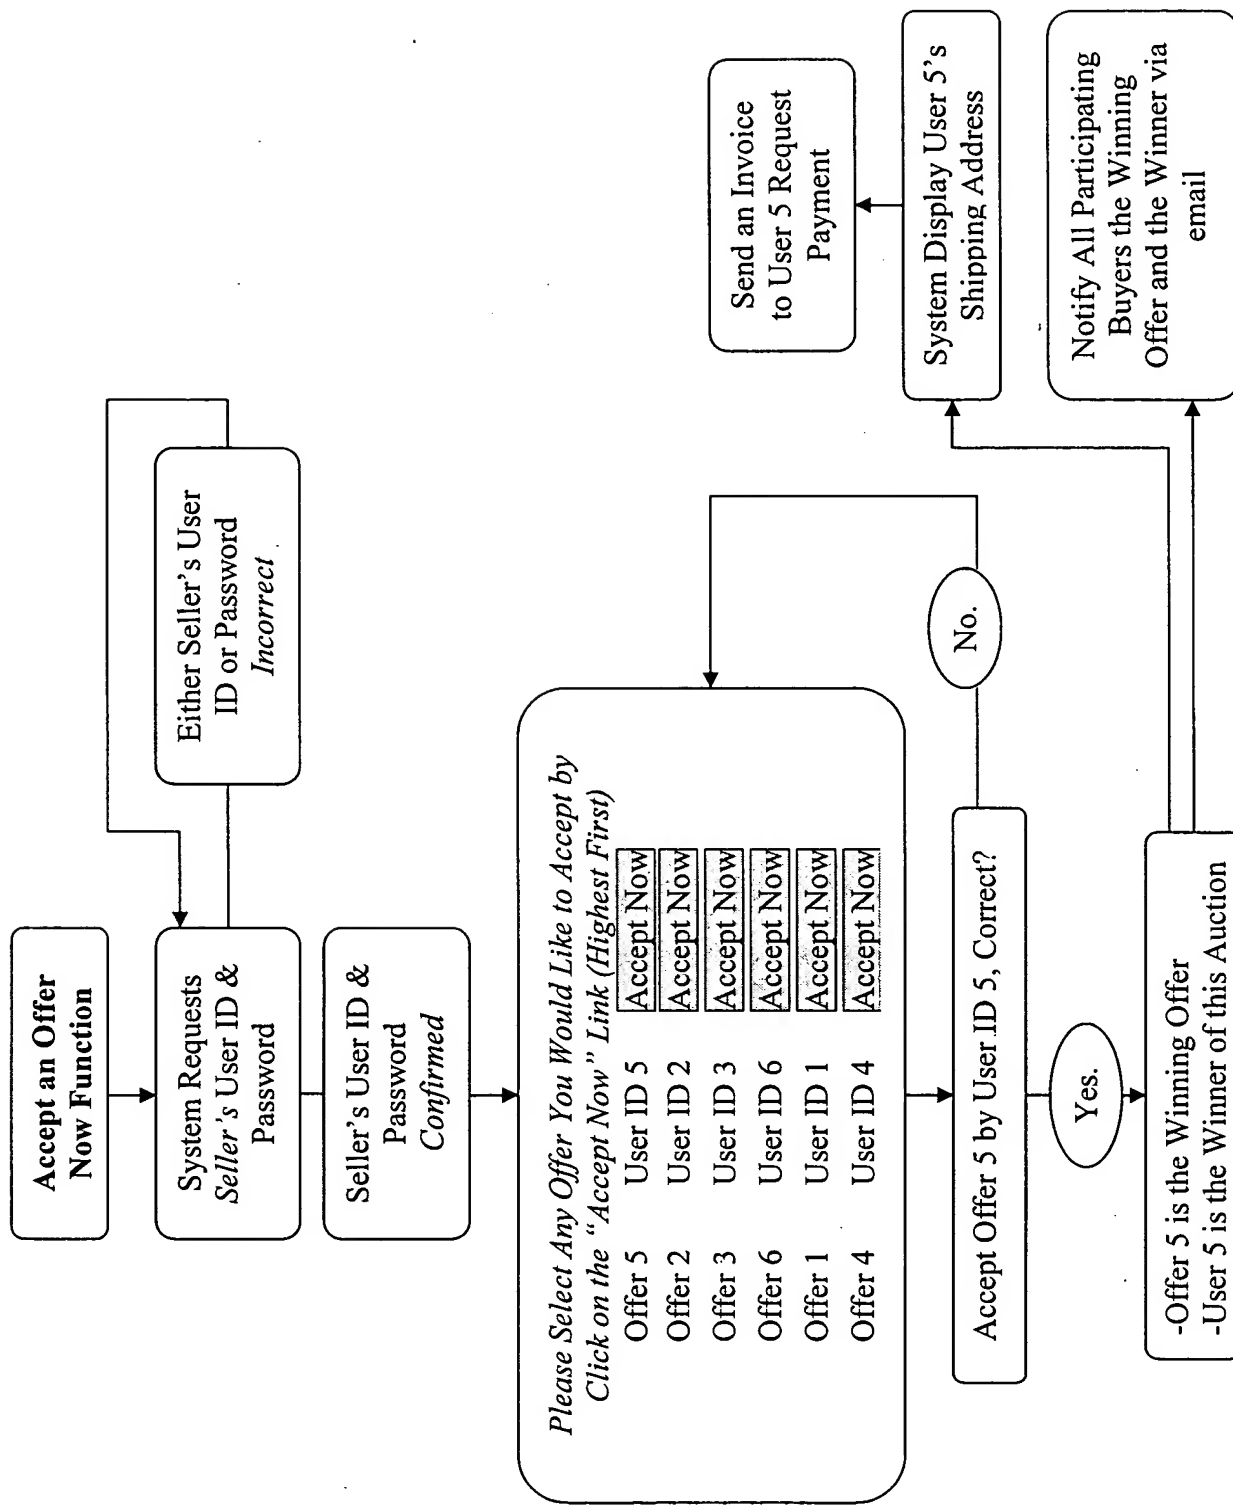 Accept an Offer
Now Function
System Requests
Seller's User ID &
Password
Either Seller's User
ID or Password
Incorrect
Seller's User ID &
Password
Confirmed
Please Select Any Offer You Would Like to Accept by
Click on the “Accept Now” Link (Highest First)
Offer 5 User ID 5 Accept Now
Offer 2 User ID 2 Accept Now
Offer 3 User ID 3 Accept Now
Offer 6 User ID 6 Accept Now
Offer 1 User ID 1 Accept Now
Offer 4 User ID 4 Accept Now
Accept Offer 5 by User ID 5, Correct?
No.
Yes.
-Offer 5 is the Winning Offer
-User 5 is the Winner of this Auction
Send an Invoice
to User 5 Request
Payment
System Display User 5's
Shipping Address
Notify All Participating
Buyers the Winning
Offer and the Winner via
email